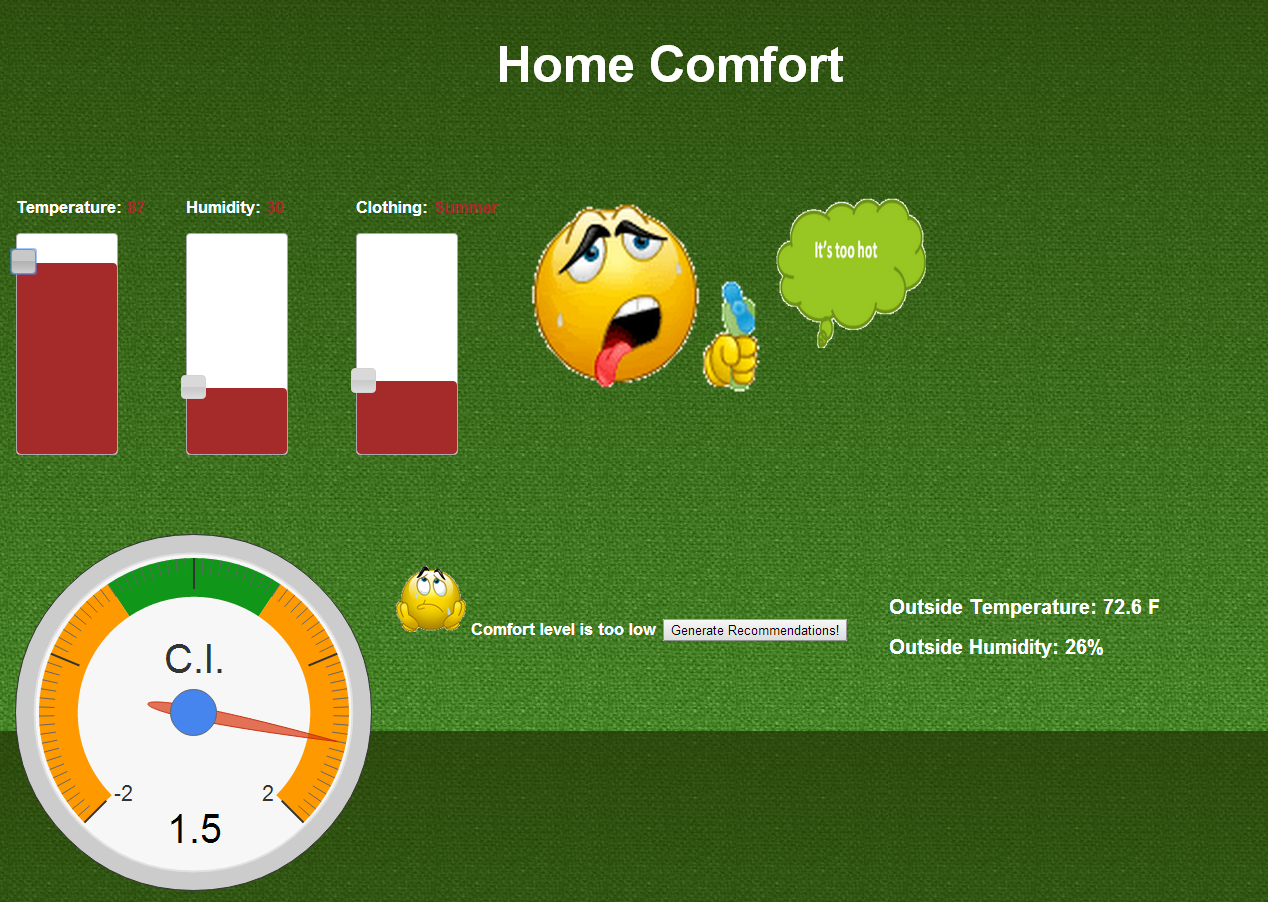 Home Comfort
Temperature: 87
Humidity: 30
Clothing: Summer
It's too hot
C.I.
-2
2
1.5
Comfort level is too low
Generate Recommendations!
Outside Temperature: 72.6 F
Outside Humidity: 26%